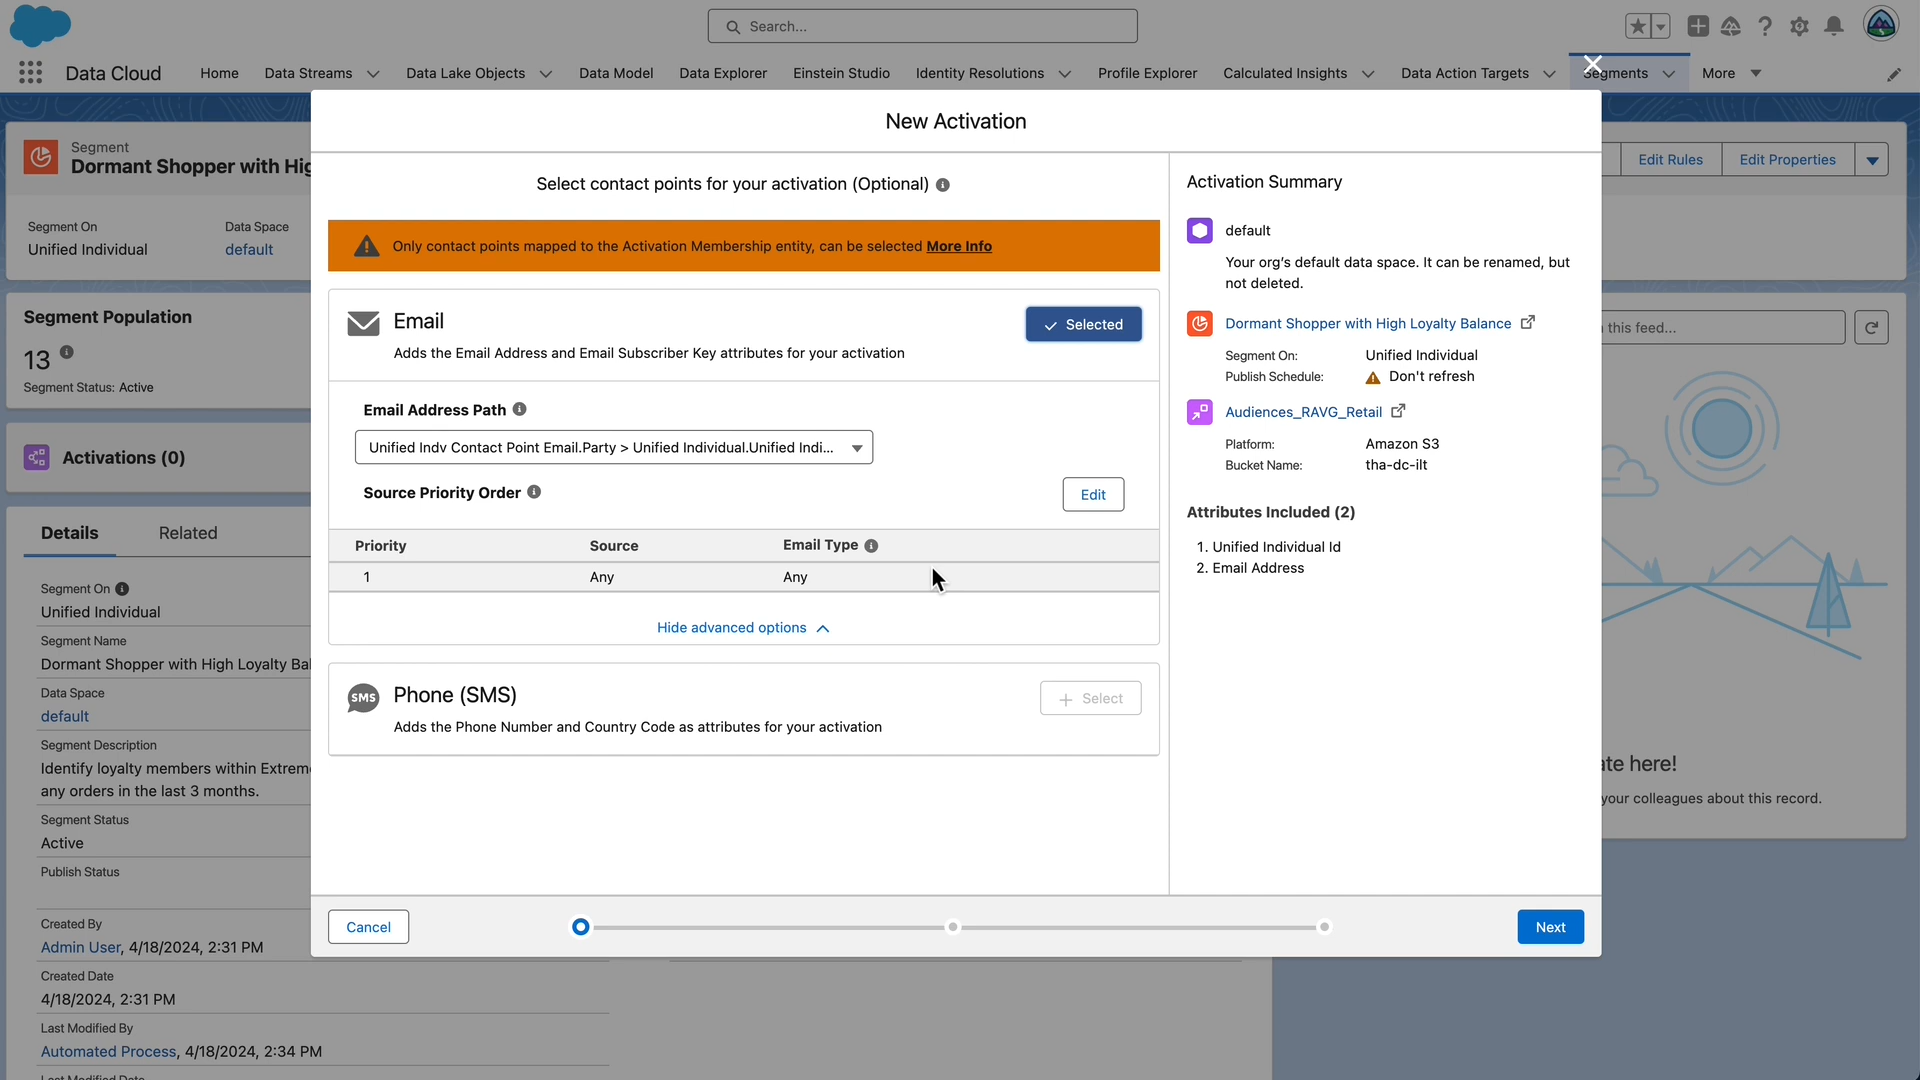 Search...
Data Cloud
Home
Data Streams
Data Lake Objects
Data Model
Data Explorer
Einstein Studio
Identity Resolutions
Profile Explorer
Calculated Insights
Data Action Targets
Segments
More
Segment
Dormant Shopper with Hig
Edit Rules
Edit Properties
Segment On
Unified Individual
Data Space
default
Segment Population
13
Segment Status: Active
Activations (0)
Details
Related
Segment On
Unified Individual
Segment Name
Dormant Shopper with High Loyalty Bal
Data Space
default
Segment Description
Identify loyalty members within Extrem
any orders in the last 3 months.
Segment Status
Active
Publish Status
Created By
Admin User, 4/18/2024, 2:31 PM
Created Date
4/18/2024, 2:31 PM
Last Modified By
Automated Process, 4/18/2024, 2:34 PM
Last Modified Date
New Activation
Select contact points for your activation (Optional)
Only contact points mapped to the Activation Membership entity, can be selected More Info
Email
Selected
Adds the Email Address and Email Subscriber Key attributes for your activation
Email Address Path
Unified Indv Contact Point Email.Party > Unified Individual.Unified Indi...
Source Priority Order
Edit
Priority
Source
Email Type
1
Any
Any
Hide advanced options
SMS
Phone (SMS)
Select
Adds the Phone Number and Country Code as attributes for your activation
Activation Summary
default
Your org's default data space. It can be renamed, but
not deleted.
Dormant Shopper with High Loyalty Balance
Segment On:
Unified Individual
Publish Schedule:
Don't refresh
Audiences_RAVG_Retail
Platform:
Amazon S3
Bucket Name:
tha-dc-ilt
Attributes Included (2)
1. Unified Individual Id
2. Email Address
Cancel
Next
this feed...
ate here!
your colleagues about this record.